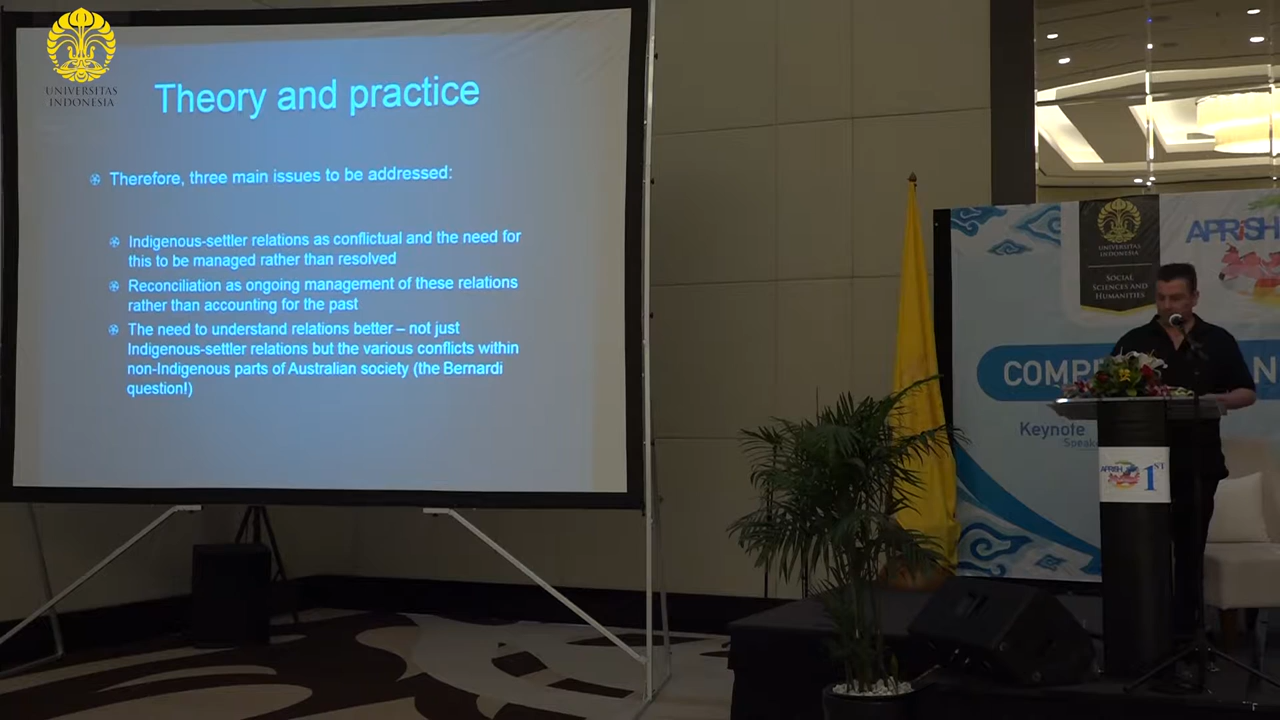 UNIVERSITAS
INDONESIA
Theory and practice
Therefore, three main issues to be addressed:
Indigenous-settler relations as conflictual and the need for
this to be managed rather than resolved
Reconciliation as ongoing management of these relations
rather than accounting for the past
The need to understand relations better – not just
Indigenous-settler relations but the various conflicts within
non-Indigenous parts of Australian society (the Bernardi
question!)
UNIVERSITAS
INDONESIA
SOCIAL
SCIENCES AND
HUMANITIES
APRiSH
COMP
Keynote
APRiSH
1ST